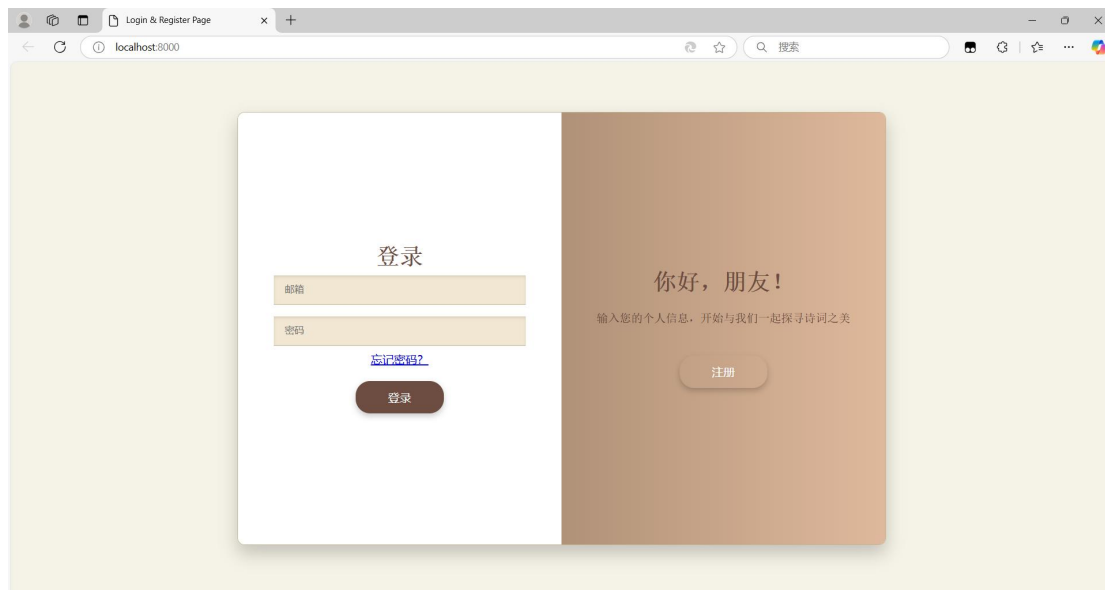 Login & Register Page
localhost:8000
搜索
登录
邮箱
密码
忘记密码?
登录
你好，朋友！
输入您的个人信息，开始与我们一起探寻诗词之美
注册